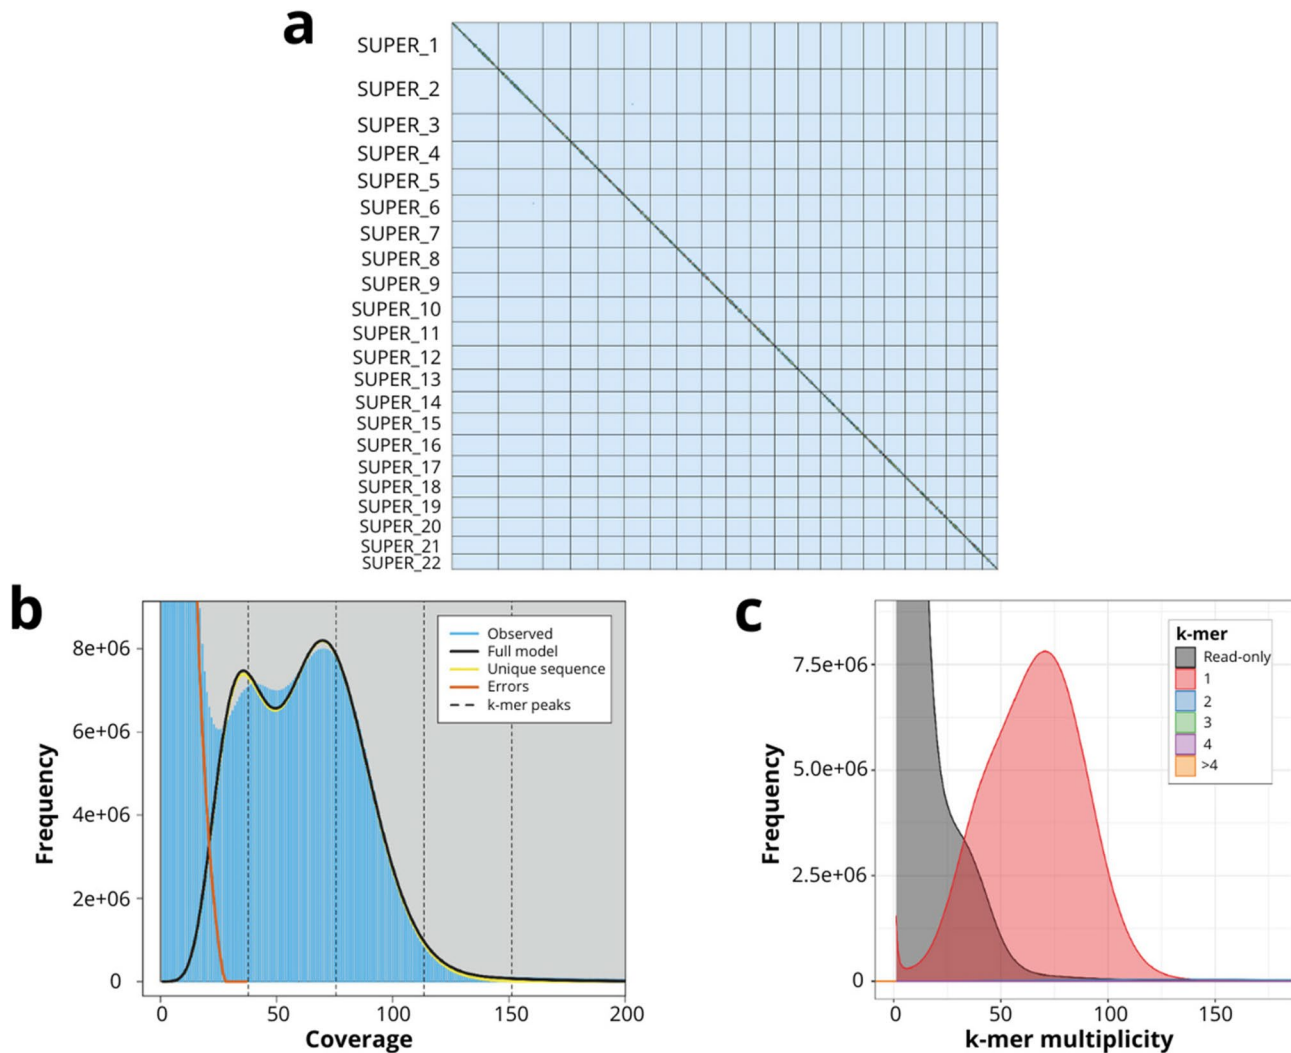 a
SUPER_1
SUPER_2
SUPER_3
SUPER_4
SUPER_5
SUPER_6
SUPER_7
SUPER_8
SUPER_9
SUPER_10
SUPER_11
SUPER_12
SUPER_13
SUPER_14
SUPER_15
SUPER_16
SUPER_17
SUPER_18
SUPER_19
SUPER_20
SUPER_21
SUPER_22
b
Frequency
8e+06
6e+06
4e+06
2e+06
0
Observed
Full model
Unique sequence
Errors
k-mer peaks
0 50 100 150 200
Coverage
c
Frequency
7.5e+06
5.0e+06
2.5e+06
0
k-mer
Read-only
1
2
3
4
>4
0 50 100 150
k-mer multiplicity